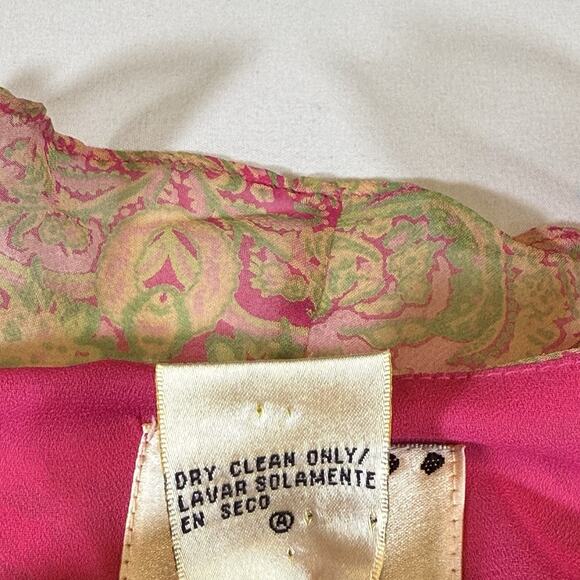 DRY CLEAN ONLY/
LAVAR SOLAMENTE
EN SECO Ⓐ